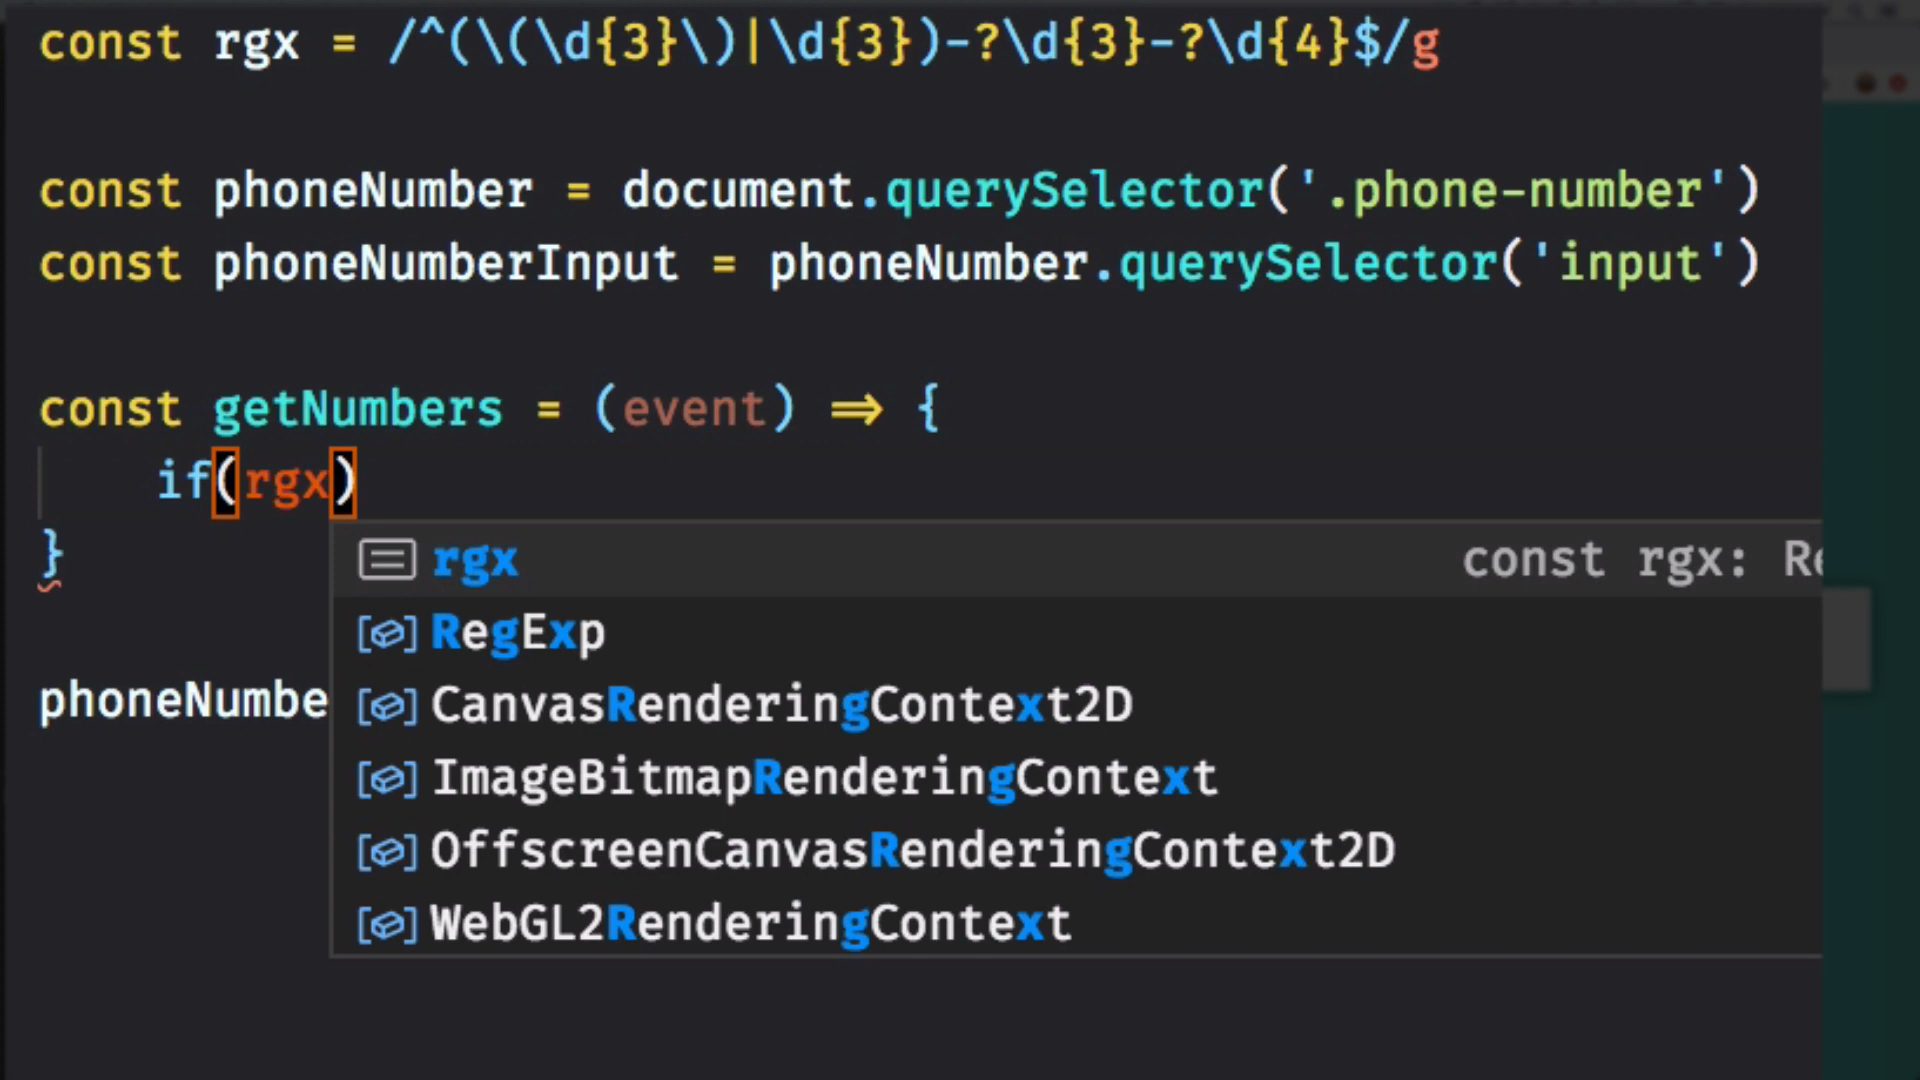 const rgx = /^(\(\d{3}\)|\d{3})-?\d{3}-?\d{4}$/g
const phoneNumber = document.querySelector('.phone-number')
const phoneNumberInput = phoneNumber.querySelector('input')
const getNumbers = (event) => {
if(rgx)
}
rgx const rgx: Re
RegExp
CanvasRenderingContext2D
ImageBitmapRenderingContext
OffscreenCanvasRenderingContext2D
WebGL2RenderingContext
phoneNumbe